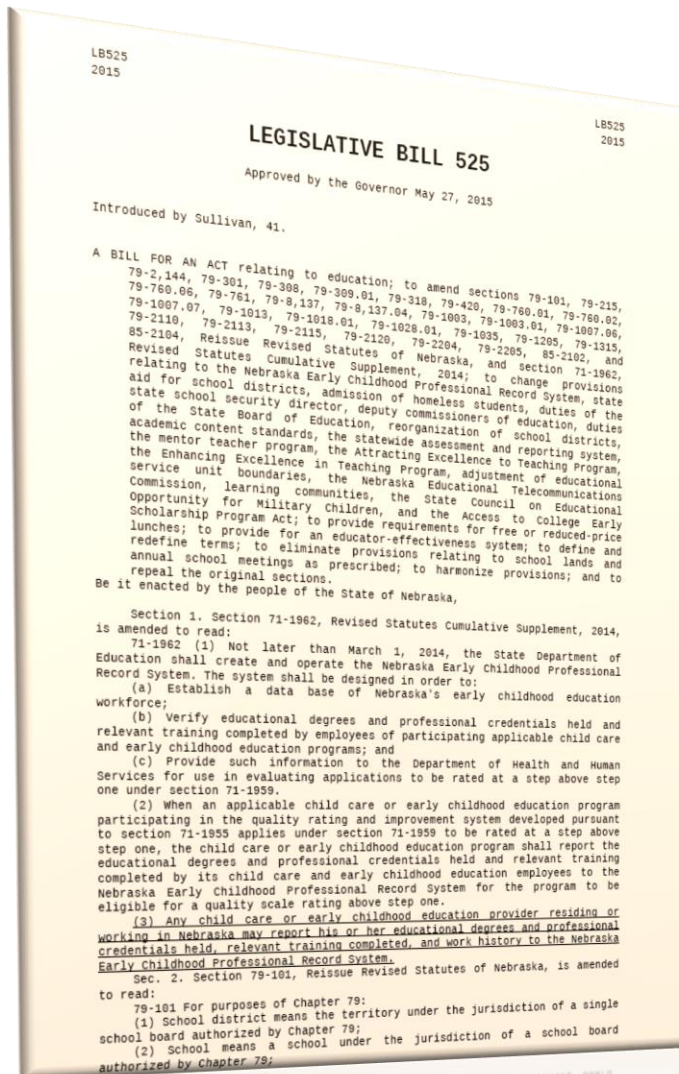 LB525
2015
LB525
2015
LEGISLATIVE BILL 525
Approved by the Governor May 27, 2015
Introduced by Sullivan, 41.
A BILL FOR AN ACT relating to education; to amend sections 79-101, 79-215,
79-2,144, 79-301, 79-308, 79-309.01, 79-318, 79-420, 79-760.01, 79-760.02,
79-760.06, 79-761, 79-8,137, 79-8,137.04, 79-1003, 79-1003.01, 79-1007.06,
79-1007.07, 79-1013, 79-1018.01, 79-1028.01, 79-1035, 79-1205, 79-1315,
79-2110, 79-2113, 79-2115, 79-2120, 79-2204, 79-2205, 85-2102, and
85-2104, Reissue Revised Statutes of Nebraska, and section 71-1962,
Revised Statutes Cumulative Supplement, 2014; to change provisions
relating to the Nebraska Early Childhood Professional Record System, state
aid for school districts, admission of homeless students, duties of the
state school security director, deputy commissioners of education, duties
of the State Board of Education, reorganization of school districts,
academic content standards, the statewide assessment and reporting system,
the mentor teacher program, the Attracting Excellence to Teaching Program,
the Enhancing Excellence in Teaching Program, adjustment of educational
service unit boundaries, the Nebraska Educational Telecommunications
Commission, learning communities, the State Council on Educational
Opportunity for Military Children, and the Access to College Early
Scholarship Program Act; to provide requirements for free or reduced-price
lunches; to provide for an educator-effectiveness system; to define and
redefine terms; to eliminate provisions relating to school lands and
annual school meetings as prescribed; to harmonize provisions; and to
repeal the original sections.
Be it enacted by the people of the State of Nebraska,
Section 1. Section 71-1962, Revised Statutes Cumulative Supplement, 2014,
is amended to read:
71-1962 (1) Not later than March 1, 2014, the State Department of
Education shall create and operate the Nebraska Early Childhood Professional
Record System. The system shall be designed in order to:
(a) Establish a data base of Nebraska's early childhood education
workforce;
(b) Verify educational degrees and professional credentials held and
relevant training completed by employees of participating applicable child care
and early childhood education programs; and
(c) Provide such information to the Department of Health and Human
Services for use in evaluating applications to be rated at a step above step
one under section 71-1959.
(2) When an applicable child care or early childhood education program
participating in the quality rating and improvement system developed pursuant
to section 71-1955 applies under section 71-1959 to be rated at a step above
step one, the child care or early childhood education program shall report the
educational degrees and professional credentials held and relevant training
completed by its child care and early childhood education employees to the
Nebraska Early Childhood Professional Record System for the program to be
eligible for a quality scale rating above step one.
(3) Any child care or early childhood education provider residing or
working in Nebraska may report his or her educational degrees and professional
credentials held, relevant training completed, and work history to the Nebraska
Early Childhood Professional Record System.
Sec. 2. Section 79-101, Reissue Revised Statutes of Nebraska, is amended
to read:
79-101 For purposes of Chapter 79:
(1) School district means the territory under the jurisdiction of a single
school board authorized by Chapter 79;
(2) School means a school under the jurisdiction of a school board
authorized by Chapter 79;